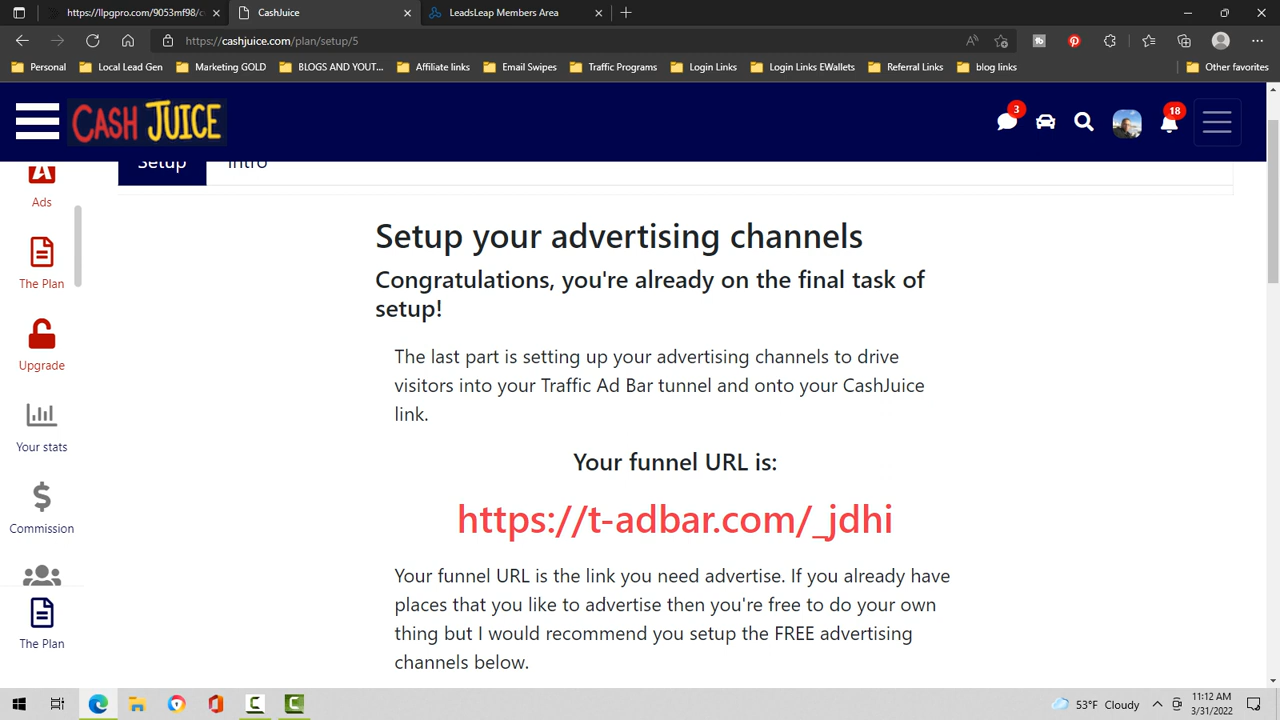 https://llpgro.com/9053mf98/c
CashJuice
LeadsLeap Members Area
https://cashjuice.com/plan/setup/5
Personal
Local Lead Gen
Marketing GOLD
BLOGS AND YOUT...
Affiliate links
Email Swipes
Traffic Programs
Login Links
Login Links EWallets
Referral Links
blog links
Other favorites
CASH JUICE
3
18
Setup
Intro
Ads
The Plan
Upgrade
Your stats
Commission
The Plan
Setup your advertising channels
Congratulations, you're already on the final task of
setup!
The last part is setting up your advertising channels to drive
visitors into your Traffic Ad Bar tunnel and onto your CashJuice
link.
Your funnel URL is:
https://t-adbar.com/_jdhi
Your funnel URL is the link you need advertise. If you already have
places that you like to advertise then you're free to do your own
thing but I would recommend you setup the FREE advertising
channels below.
53°F Cloudy
11:12 AM
3/31/2022